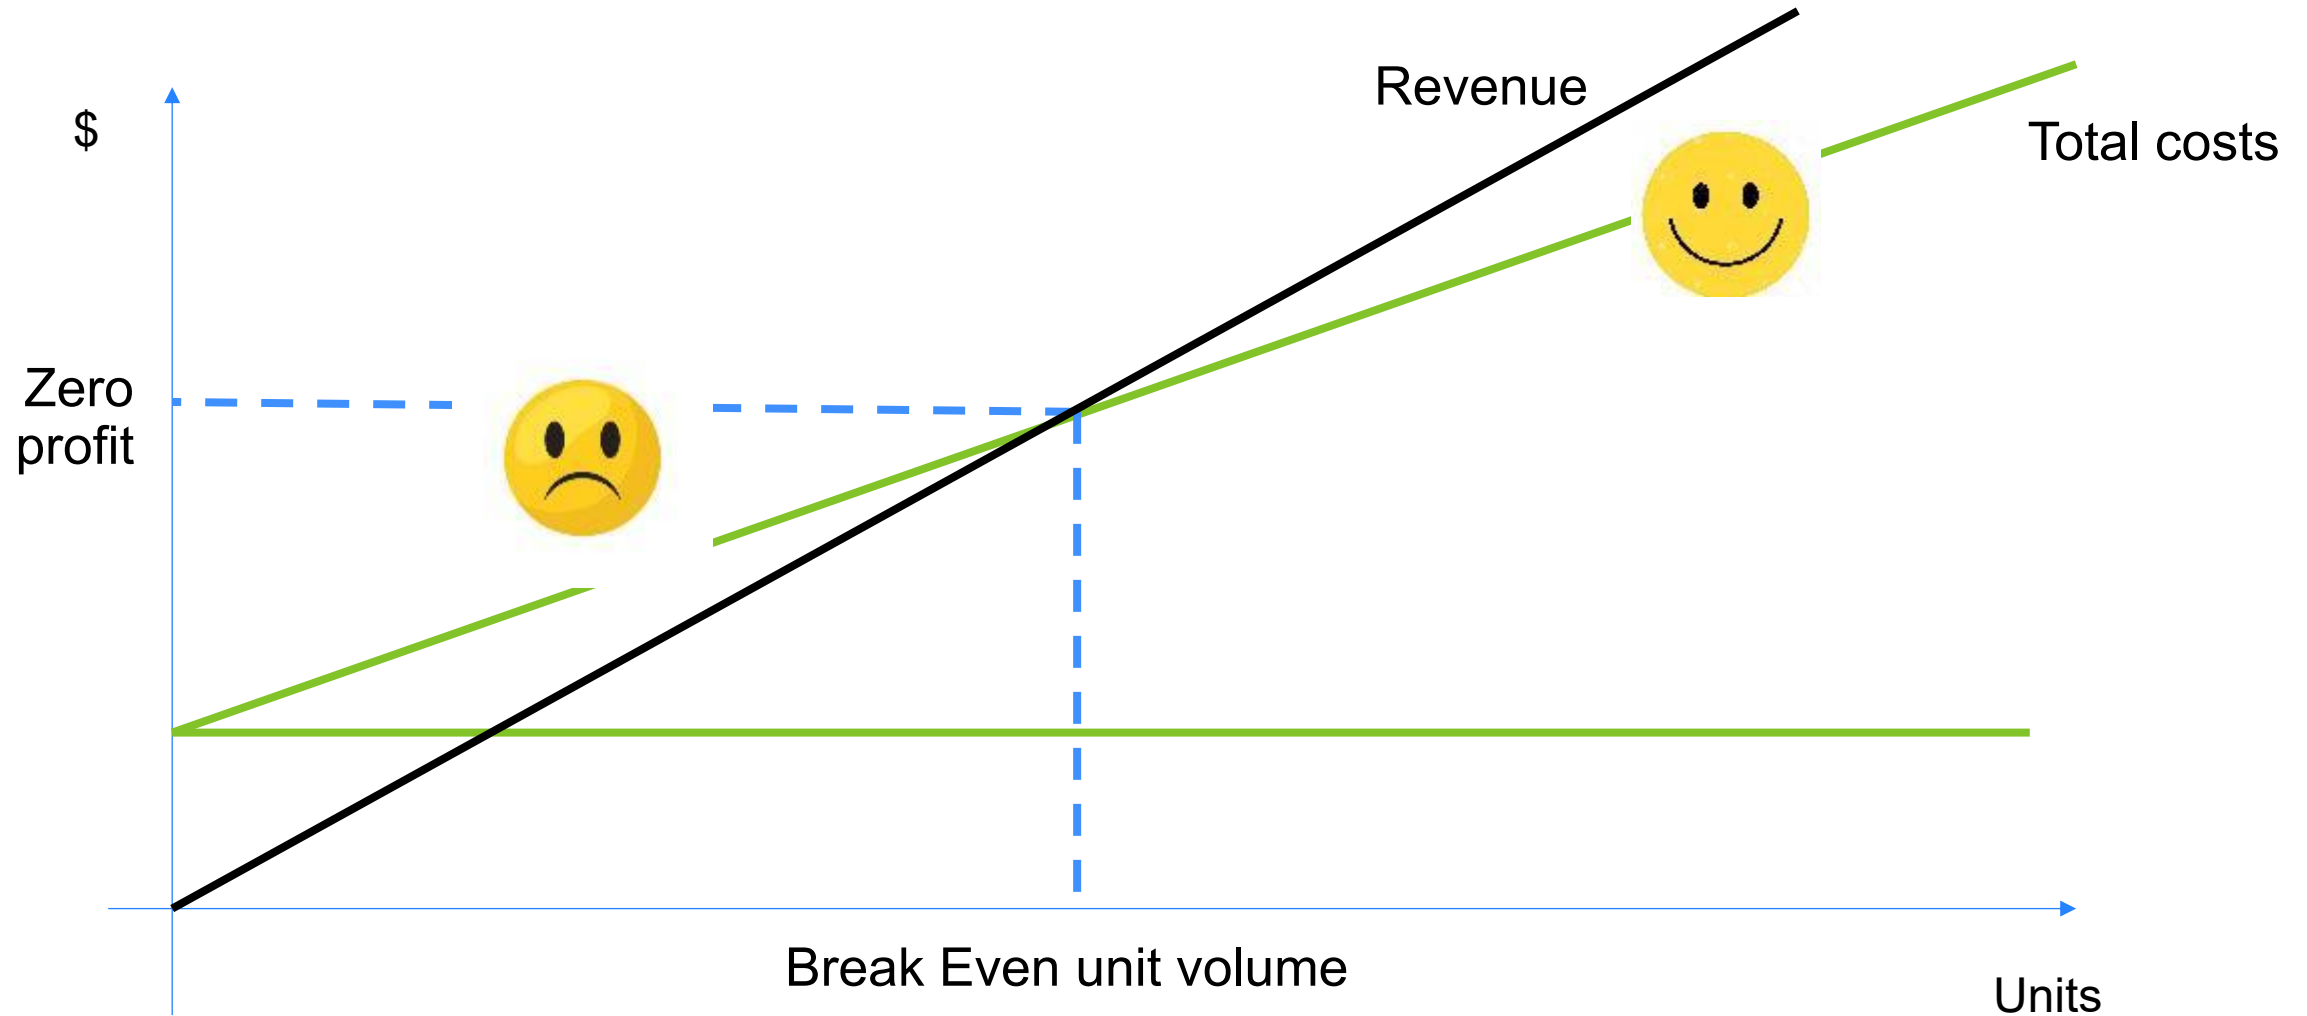 Revenue
$
Total costs
Zero
profit
Break Even unit volume
Units